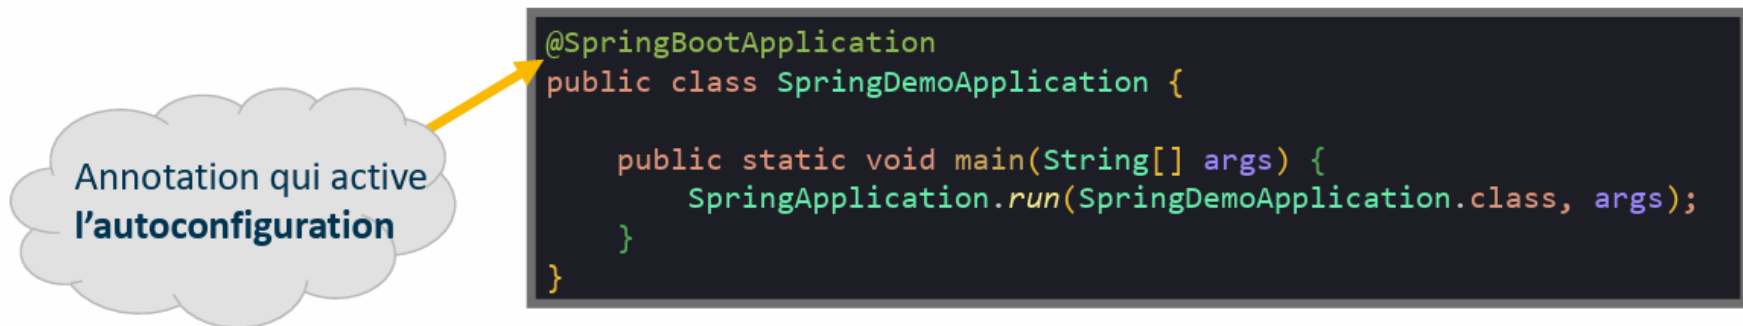 Annotation qui active
l’autoconfiguration
@SpringBootApplication
public class SpringDemoApplication {
public static void main(String[] args) {
SpringApplication.run(SpringDemoApplication.class, args);
}
}